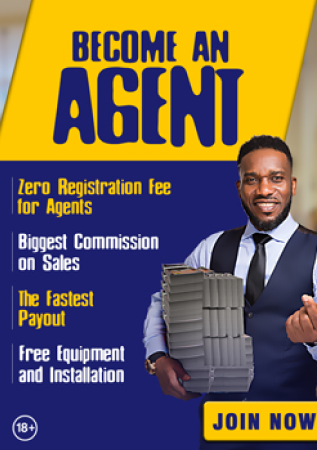 BECOME AN
AGENT
Zero Registration Fee
for Agents
Biggest Commission
on Sales
The Fastest
Payout
Free Equipment
and Installation
18+
JOIN NOW